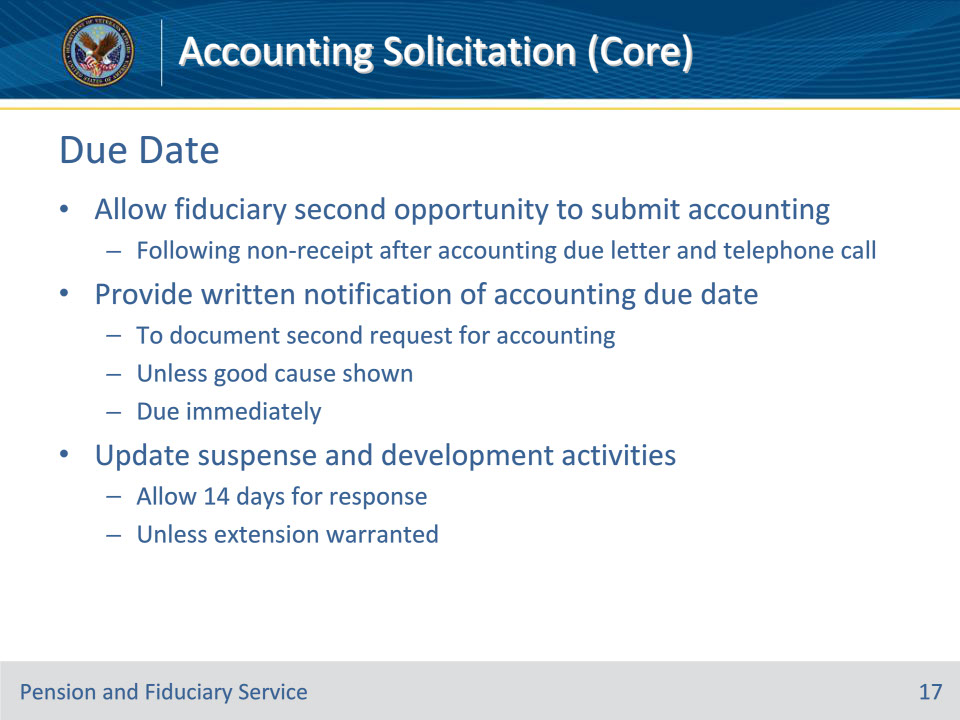 Accounting Solicitation (Core)
Due Date
• Allow fiduciary second opportunity to submit accounting
– Following non-receipt after accounting due letter and telephone call
• Provide written notification of accounting due date
– To document second request for accounting
– Unless good cause shown
– Due immediately
• Update suspense and development activities
– Allow 14 days for response
– Unless extension warranted
Pension and Fiduciary Service
17